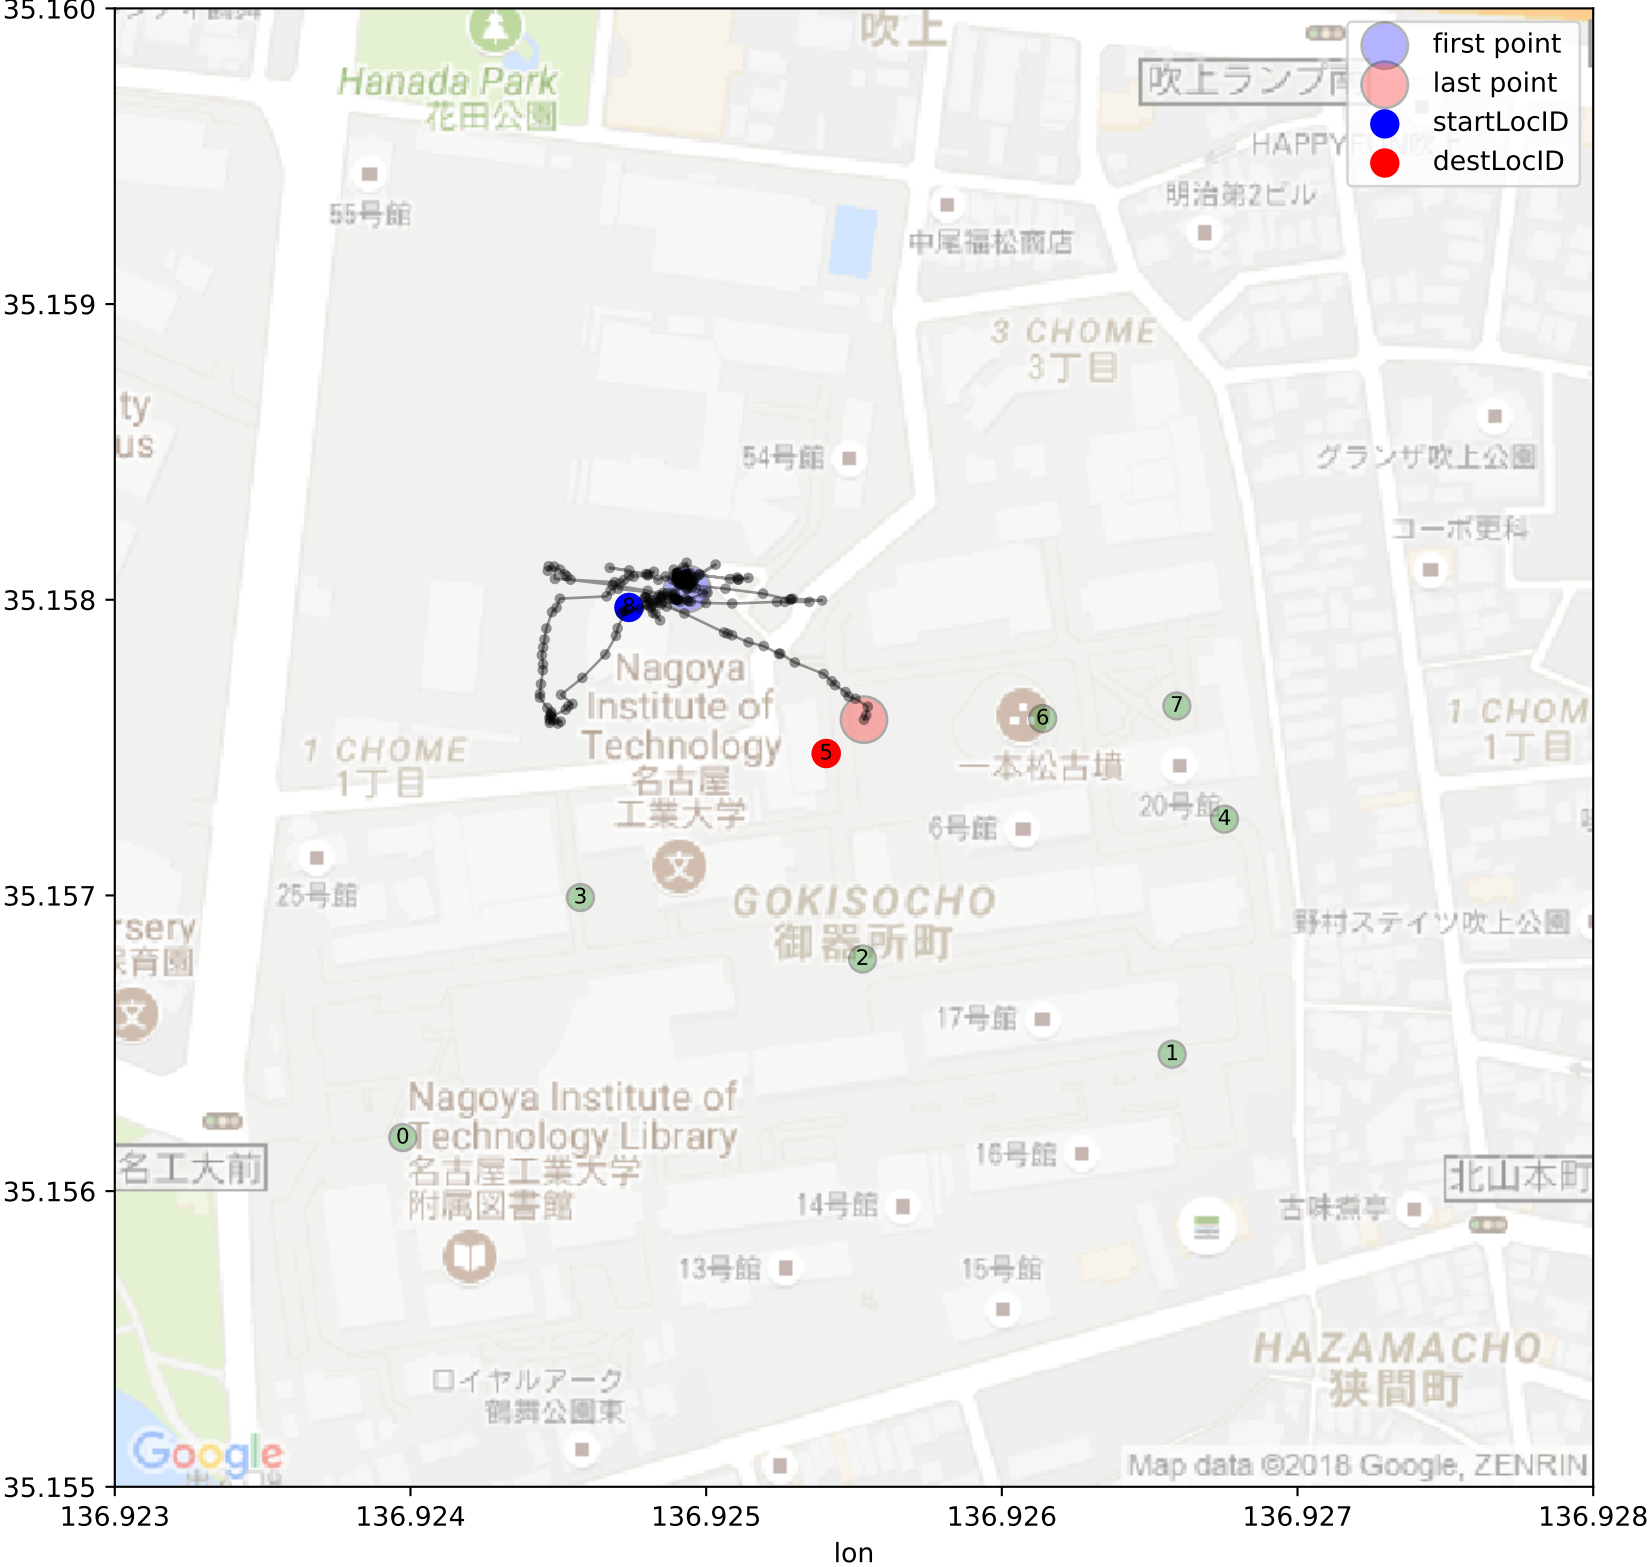 35.160
35.159
35.158
35.157
35.156
35.155
136.923
136.924
136.925
136.926
136.927
136.928
lon
first point
last point
startLocID
destLocID
吹上
Hanada Park
花田公園
吹上ランプ南
55号館
明治第2ビル
中尾福松商店
3 CHOME
3丁目
ty
us
54号館
グランザ吹上公園
コーポ更科
8
Nagoya
Institute of
Technology
名古屋
工業大学
5
6
7
一本松古墳
1 CHOM
1丁目
1 CHOME
1丁目
20号館
4
6号館
25号館
3
GOKISOCHO
御器所町
2
野村ステイツ吹上公園
rsery
育園
17号館
1
Nagoya Institute of
Technology Library
名古屋工業大学
附属図書館
0
名工大前
16号館
北山本町
14号館
古味煮亭
13号館
15号館
HAZAMACHO
狭間町
ロイヤルアーク
鶴舞公園東
Google
Map data ©2018 Google, ZENRIN